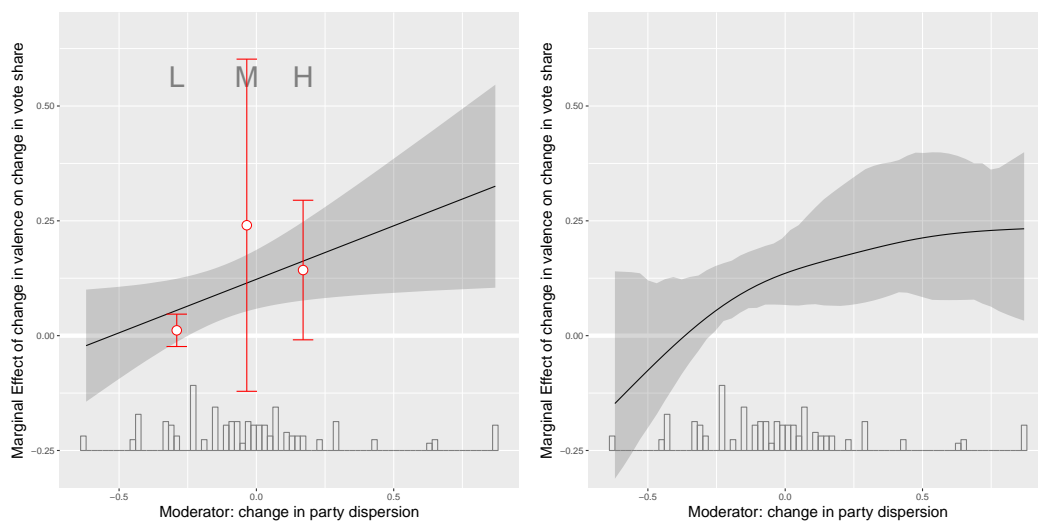 Marginal Effect of change in valence on change in vote share
0.50
0.25
0.00
−0.25
L M H
−0.5 0.0 0.5
Moderator: change in party dispersion
Marginal Effect of change in valence on change in vote share
0.50
0.25
0.00
−0.25
−0.5 0.0 0.5
Moderator: change in party dispersion